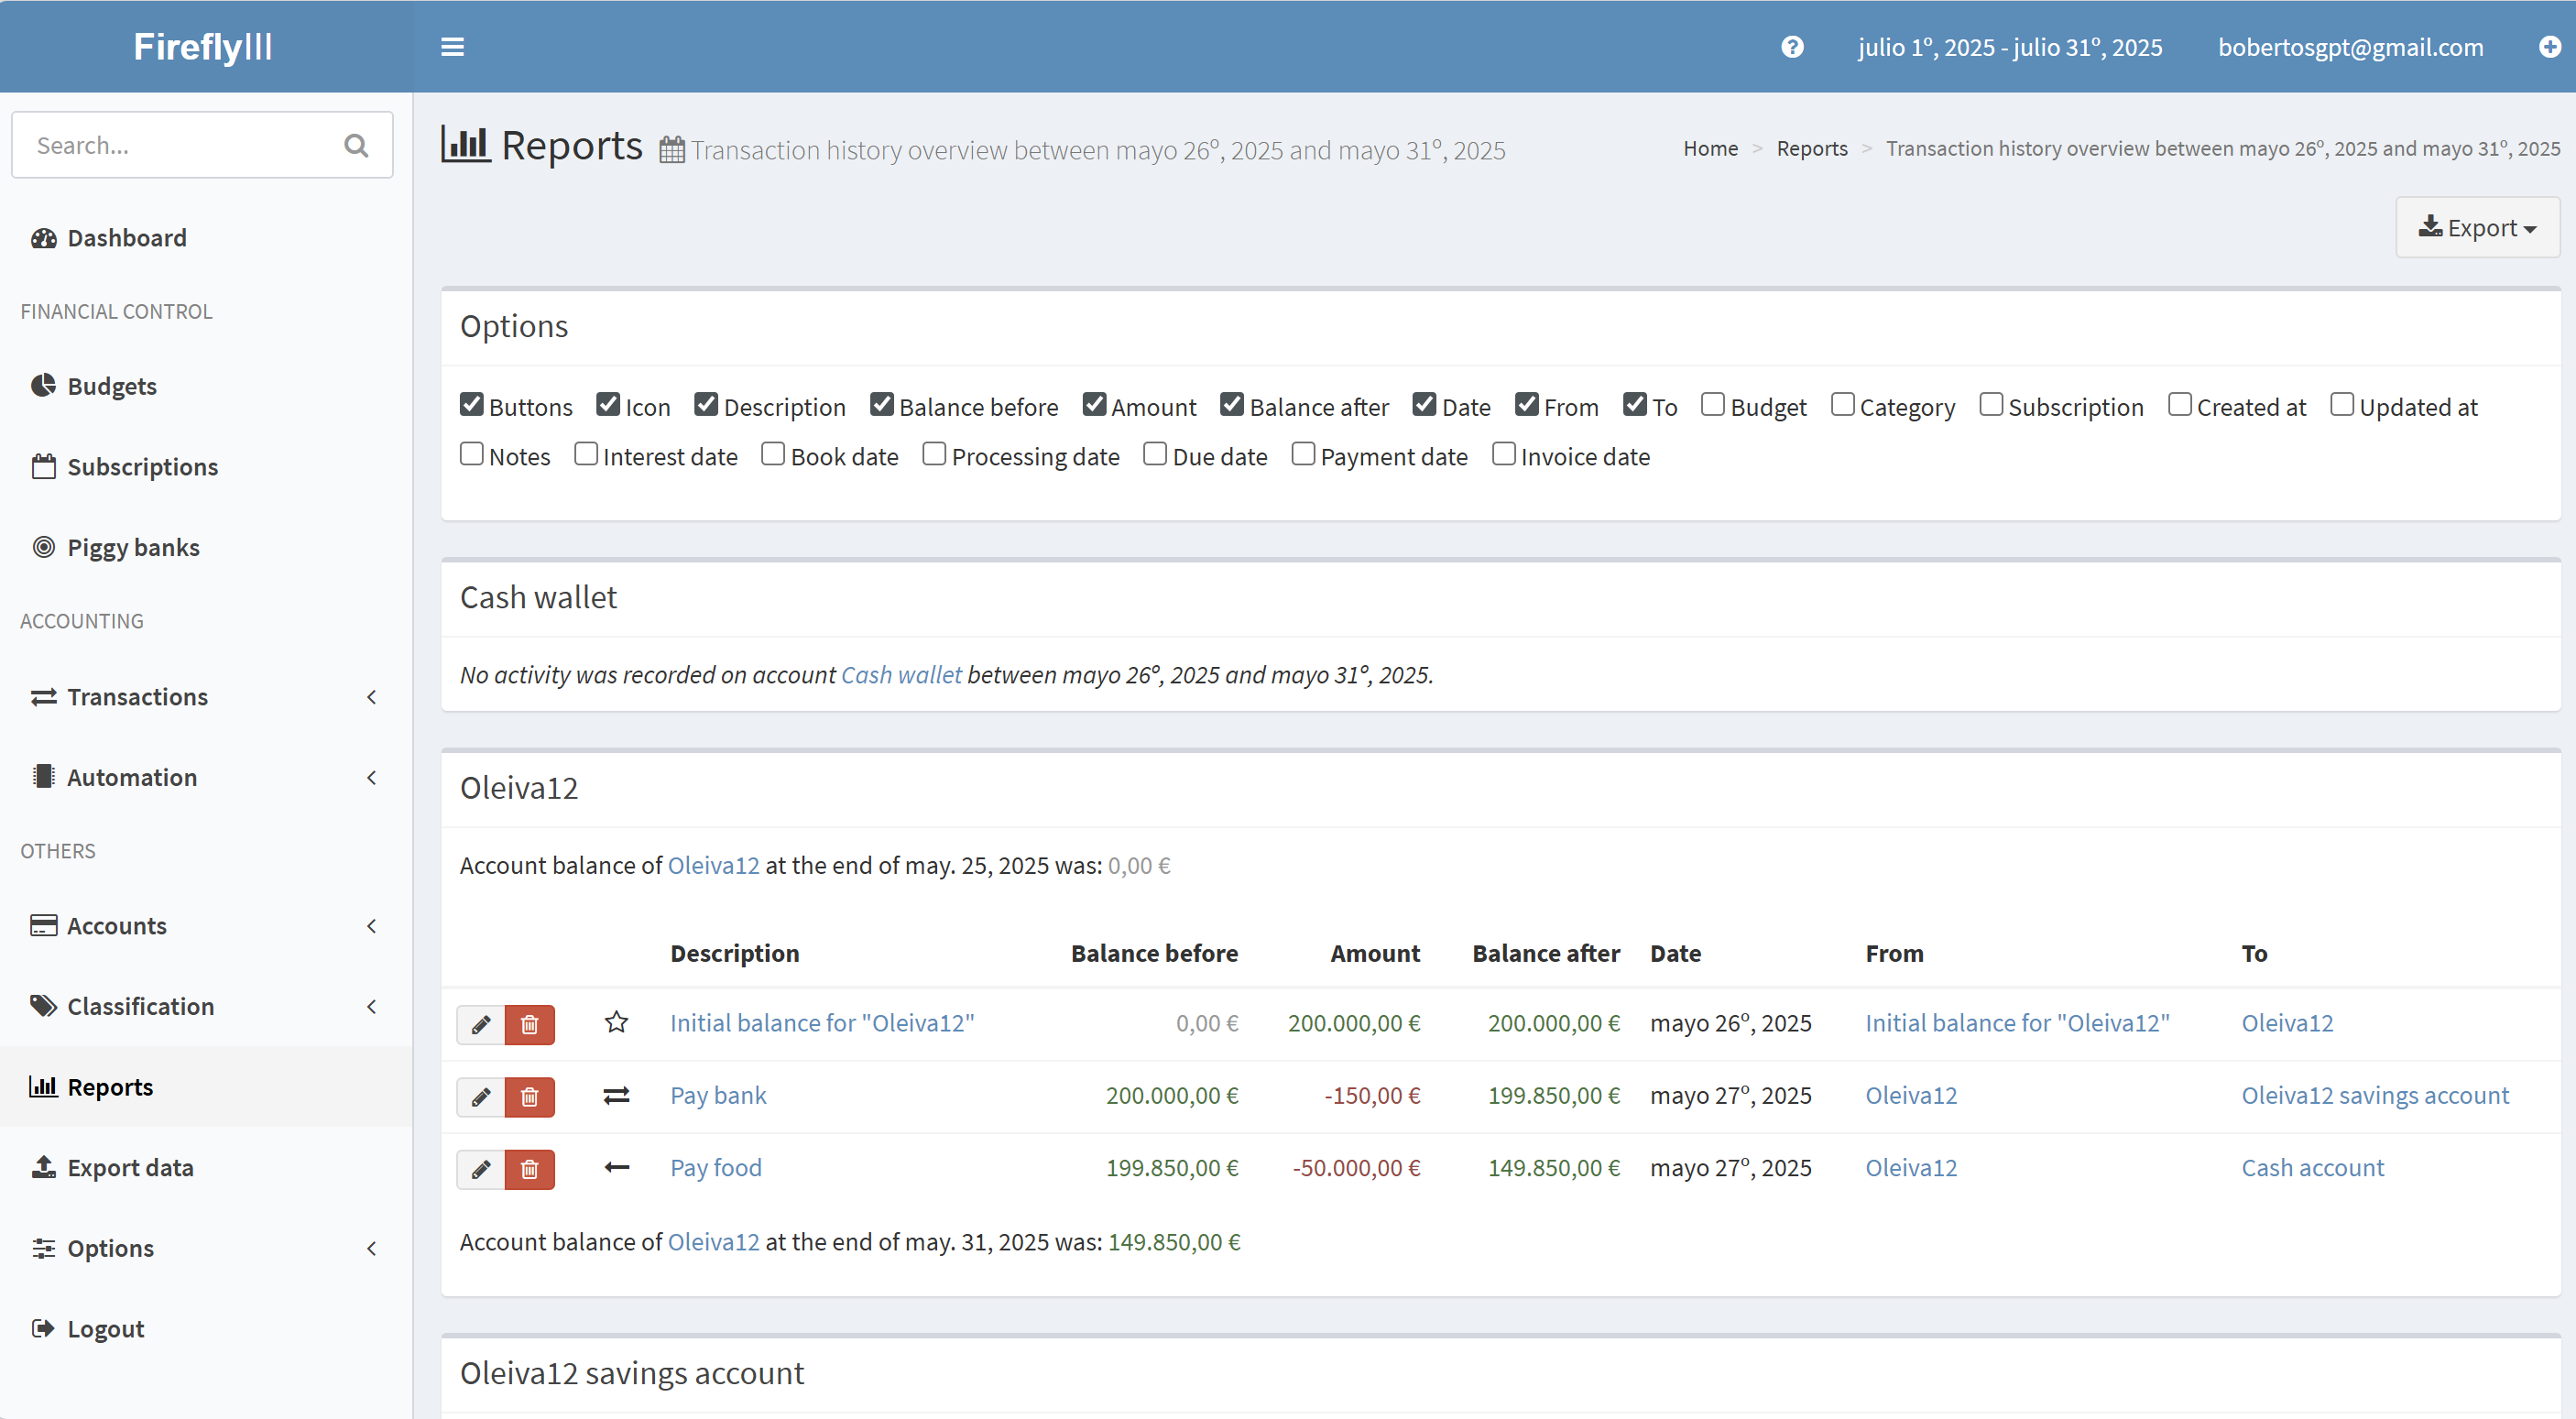 FireflyIII
julio 1º, 2025 - julio 31º, 2025
bobertosgpt@gmail.com
Search...
Dashboard
FINANCIAL CONTROL
Budgets
Subscriptions
Piggy banks
ACCOUNTING
Transactions
Automation
OTHERS
Accounts
Classification
Reports
Export data
Options
Logout
Reports Transaction history overview between mayo 26º, 2025 and mayo 31º, 2025
Home > Reports > Transaction history overview between mayo 26º, 2025 and mayo 31º, 2025
Export
Options
Buttons Icon Description Balance before Amount Balance after Date From To Budget Category Subscription Created at Updated at
Notes Interest date Book date Processing date Due date Payment date Invoice date
Cash wallet
No activity was recorded on account Cash wallet between mayo 26º, 2025 and mayo 31º, 2025.
Oleiva12
Account balance of Oleiva12 at the end of may. 25, 2025 was: 0,00 €
Description Balance before Amount Balance after Date From To
Initial balance for "Oleiva12" 0,00 € 200.000,00 € 200.000,00 € mayo 26º, 2025 Initial balance for "Oleiva12" Oleiva12
Pay bank 200.000,00 € -150,00 € 199.850,00 € mayo 27º, 2025 Oleiva12 Oleiva12 savings account
Pay food 199.850,00 € -50.000,00 € 149.850,00 € mayo 27º, 2025 Oleiva12 Cash account
Account balance of Oleiva12 at the end of may. 31, 2025 was: 149.850,00 €
Oleiva12 savings account